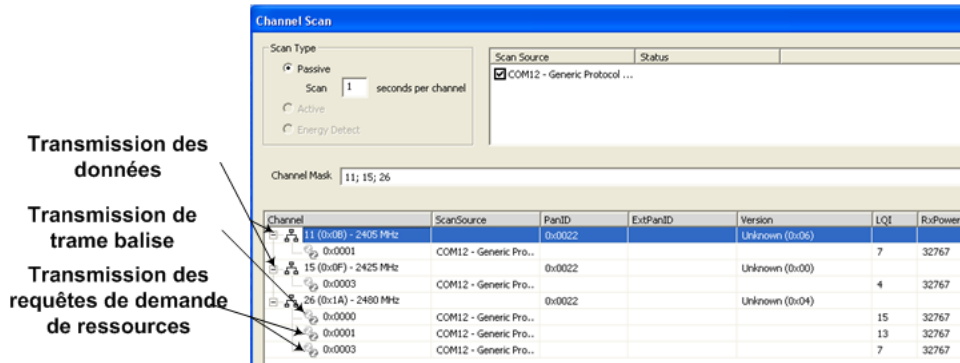 Channel Scan
Scan Type
Passive
Scan 1 seconds per channel
Active
Energy Detect
Scan Source Status
COM12 - Generic Protocol ...
Channel Mask 11; 15; 26
Transmission des
données
Transmission de
trame balise
Transmission des
requêtes de demande
de ressources
Channel ScanSource PanID ExtPanID Version LQI RxPower
11 (0x0B) - 2405 MHz 0x0022 Unknown (0x06)
0x0001 COM12 - Generic Pro... 7 32767
15 (0x0F) - 2425 MHz 0x0022 Unknown (0x00)
0x0003 COM12 - Generic Pro... 4 32767
26 (0x1A) - 2480 MHz 0x0022 Unknown (0x04)
0x0000 COM12 - Generic Pro... 15 32767
0x0001 COM12 - Generic Pro... 13 32767
0x0003 COM12 - Generic Pro... 7 32767